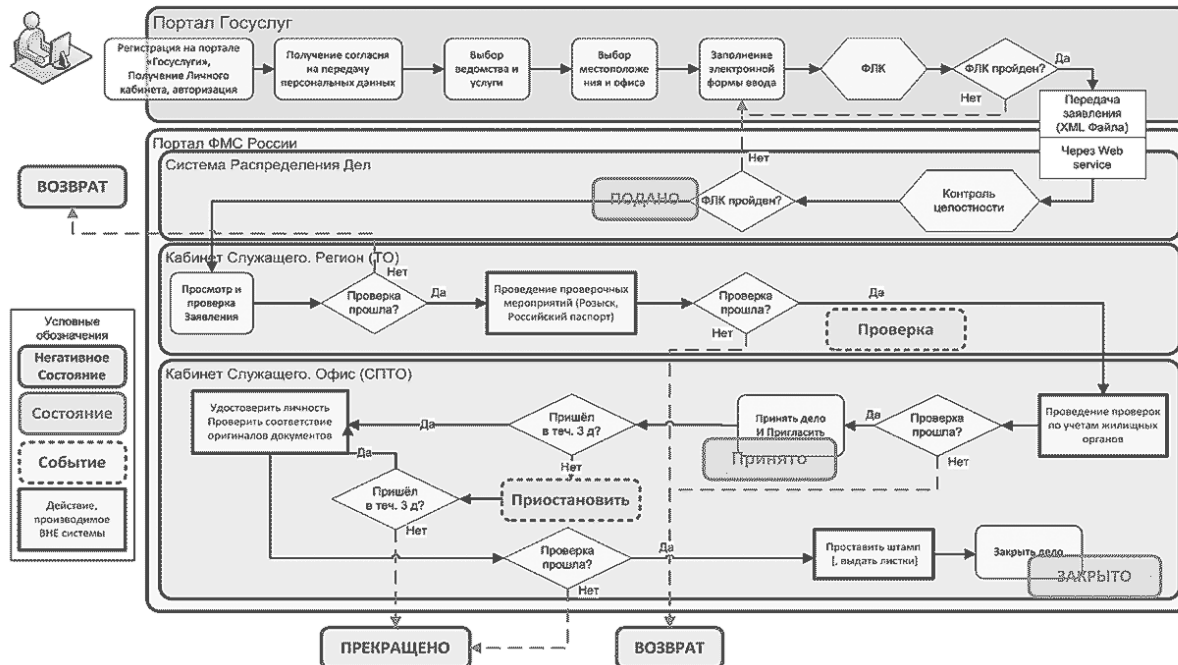 Портал Госуслуг
Регистрация на портале
«Госуслуги»,
Получение Личного
кабинета, авторизация
Получение согласия
на передачу
персональных данных
Выбор
ведомства и
услуги
Выбор
местоположе
ния и офиса
Заполнение
электронной
формы ввода
ФЛК
ФЛК пройден?
Да
Нет
Передача
заявления
(XML Файла)
Через Web
service
Портал ФМС России
Система Распределения Дел
Нет
ВОЗВРАТ
ПОДАНО
ФЛК пройден?
Контроль
целостности
Кабинет Служащего. Регион (ТО)
Просмотр и
проверка
Заявления
Проверка
прошла?
Нет
Да
Проведение проверочных
мероприятий (Розыск,
Российский паспорт)
Проверка
прошла?
Да
Нет
Проверка
Условные
обозначения
Негативное
Состояние
Состояние
Событие
Действие,
производимое
ВНЕ системы
Кабинет Служащего. Офис (СПТО)
Удостоверить личность
Проверить соответствие
оригиналов документов
Да
Пришёл
в теч. 3 д?
Нет
Принять дело
И Пригласить
Принято
Да
Проверка
прошла?
Нет
Проведение проверок
по учетам жилищных
органов
Да
Пришёл
в теч. 3 д?
Нет
Приостановить
Проверка
прошла?
Да
Нет
Проставить штамп
[, выдать листки]
Закрыть дело
ЗАКРЫТО
ПРЕКРАЩЕНО
ВОЗВРАТ